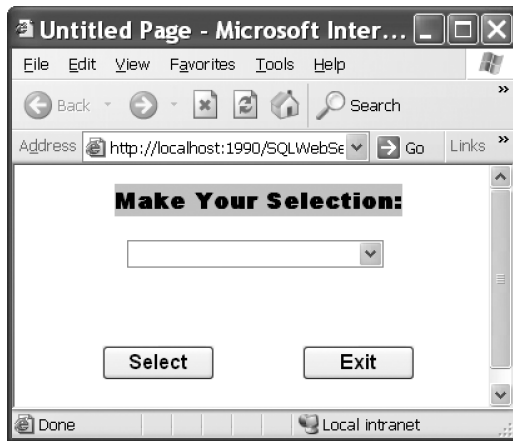 Untitled Page - Microsoft Inter...
File Edit View Favorites Tools Help
Back Search »
Address http://localhost:1990/SQLWebSe Go Links »
Make Your Selection:
Select Exit
Done Local intranet